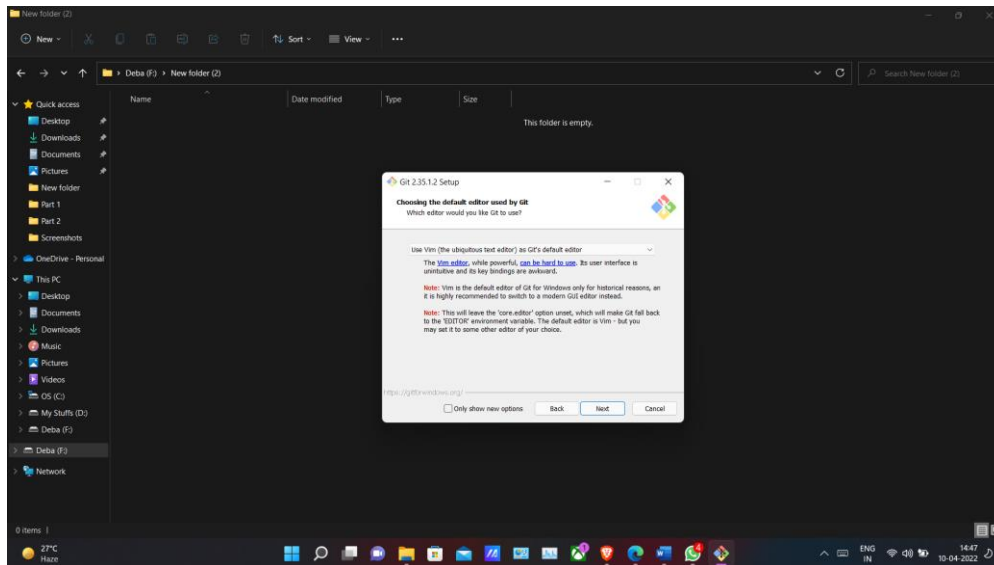 New folder (2)
New
Sort
View
Deba (F:) › New folder (2)
Search New folder (2)
Quick access
Desktop
Downloads
Documents
Pictures
New folder
Part 1
Part 2
Screenshots
OneDrive - Personal
This PC
Desktop
Documents
Downloads
Music
Pictures
Videos
OS (C:)
My Stuffs (D:)
Deba (F:)
Deba (F:)
Network
Name
Date modified
Type
Size
This folder is empty.
Git 2.35.1.2 Setup
Choosing the default editor used by Git
Which editor would you like Git to use?
Use Vim (the ubiquitous text editor) as Git's default editor
The Vim editor, while powerful, can be hard to use. Its user interface is
unintuitive and its key bindings are awkward.
Note: Vim is the default editor of Git for Windows only for historical reasons, and
it is highly recommended to switch to a modern GUI editor instead.
Note: This will leave the 'core.editor' option unset, which will make Git fall back
to the 'EDITOR' environment variable. The default editor is Vim - but you
may set it to some other editor of your choice.
https://gitforwindows.org/
Only show new options
Back
Next
Cancel
0 items
27°C
Haze
ENG
IN
14:47
10-04-2022